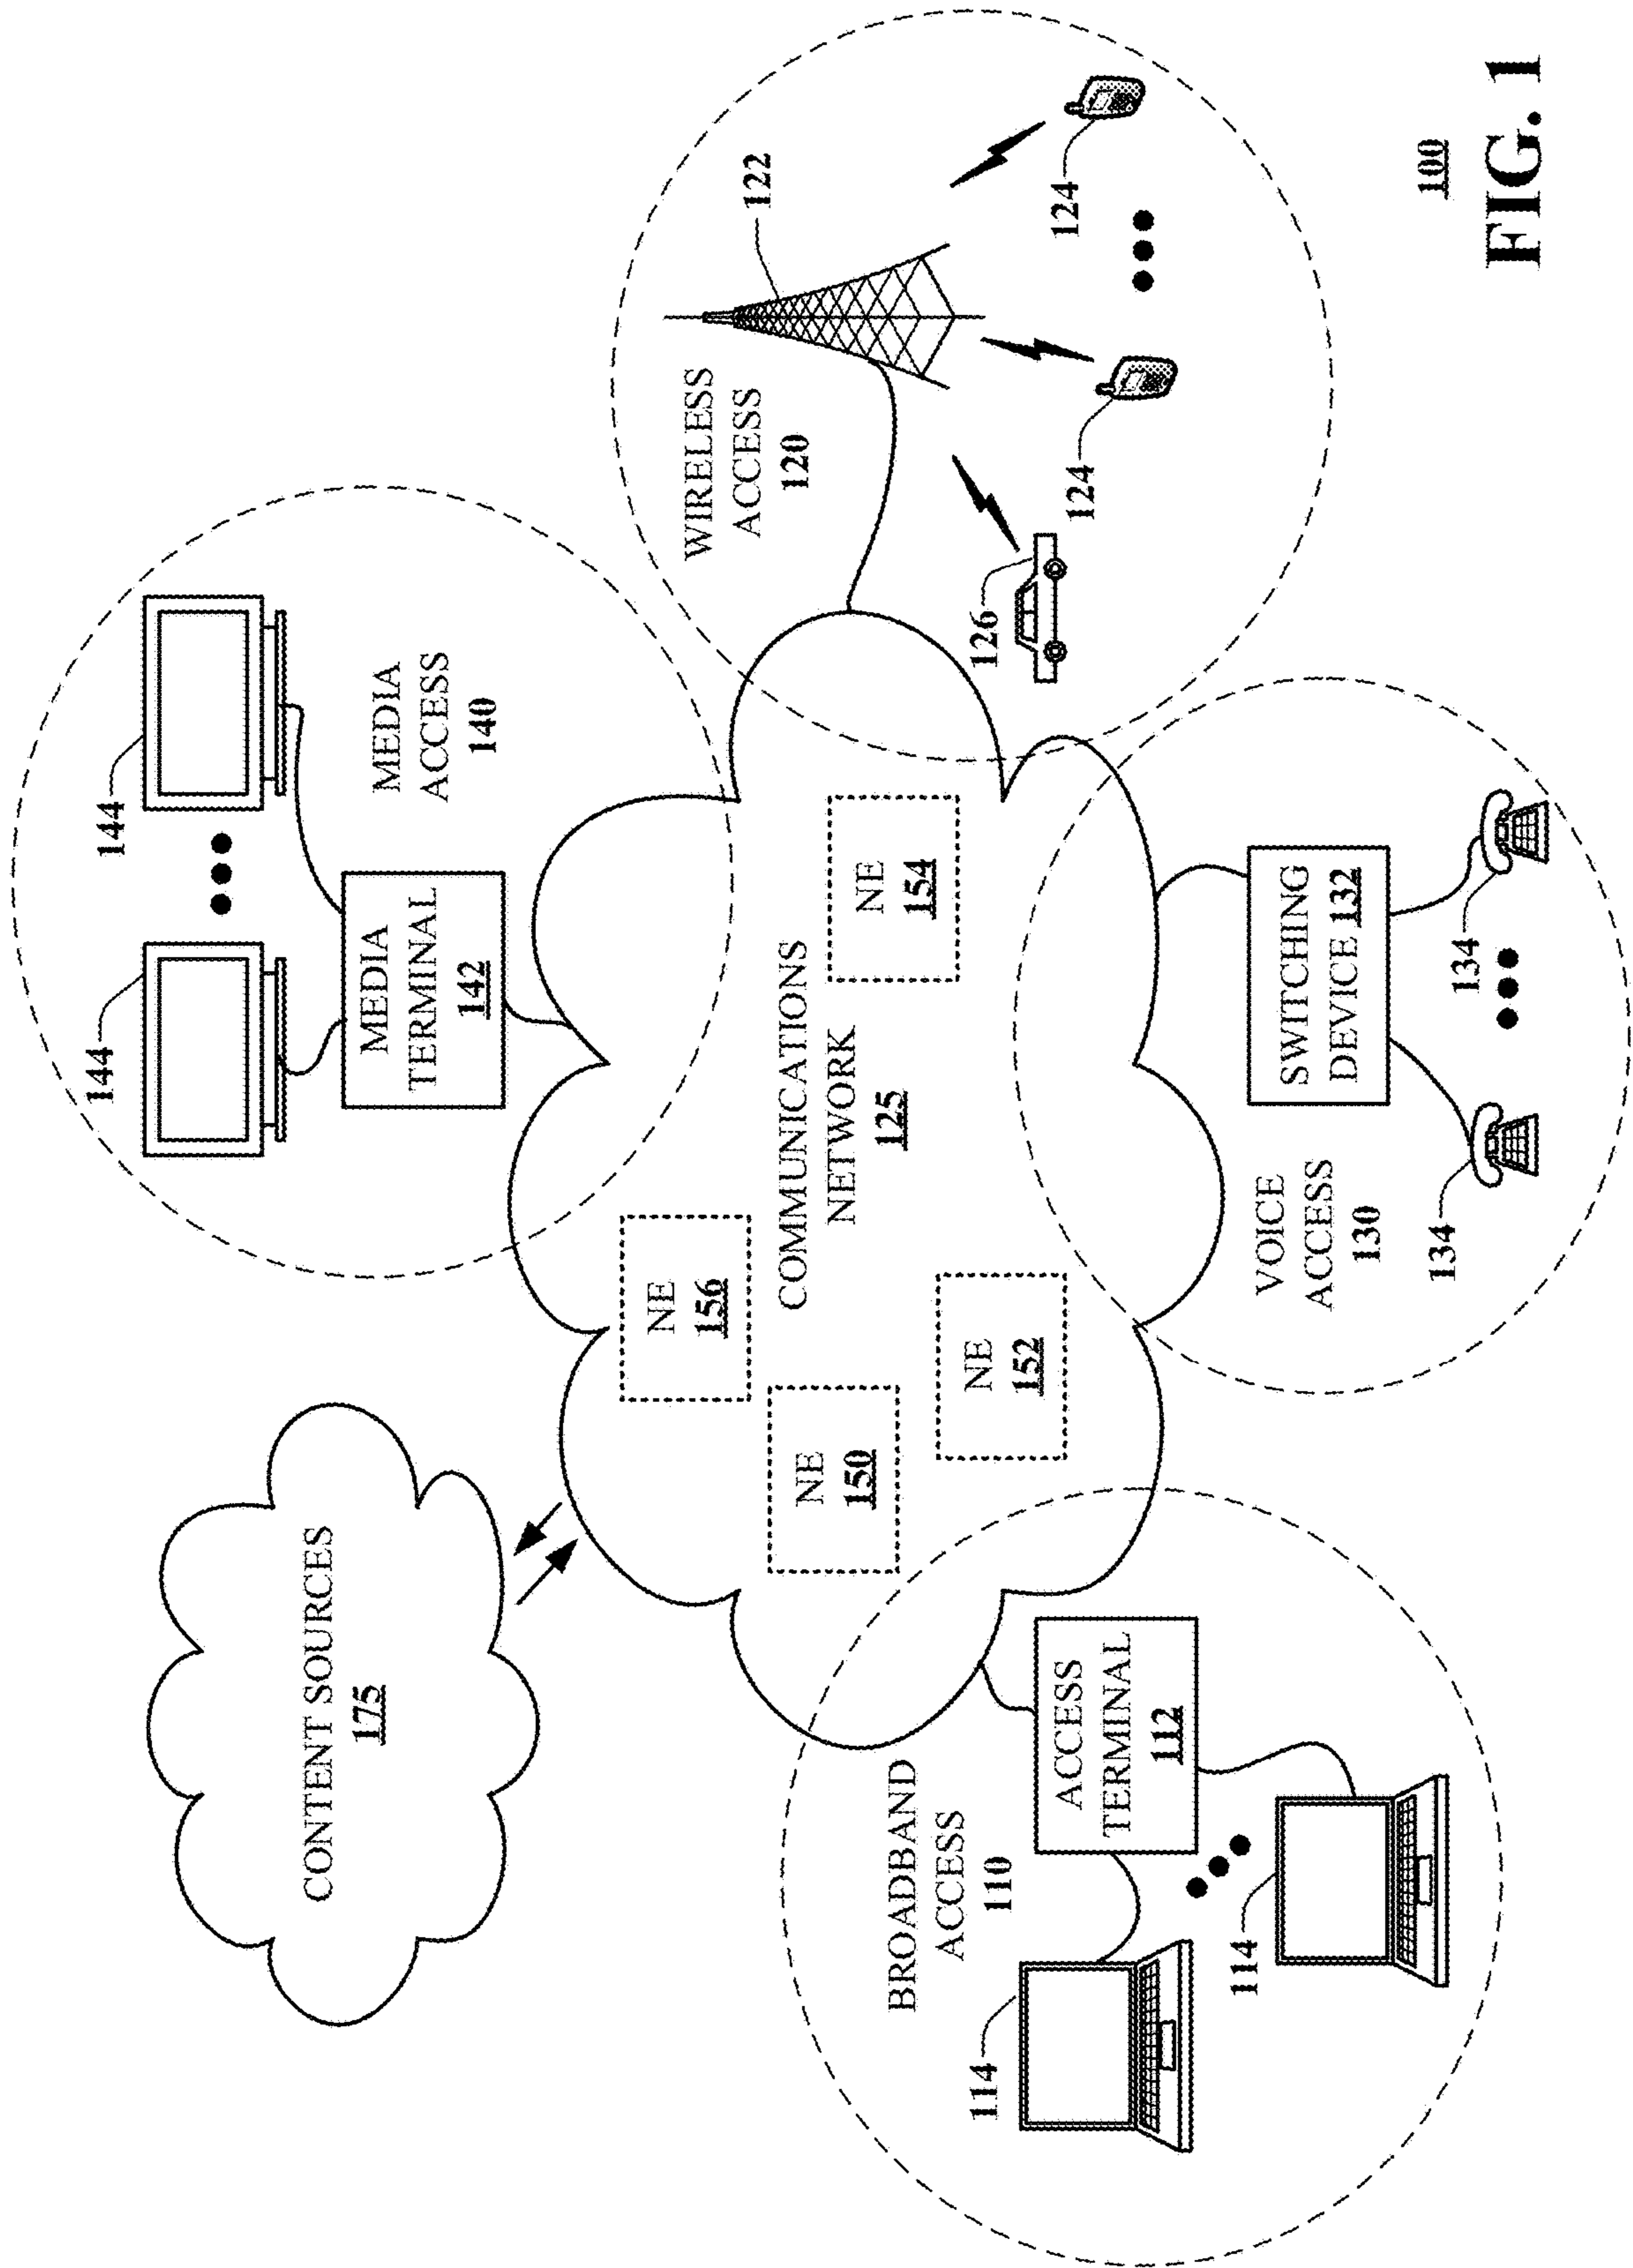 CONTENT SOURCES
175
144
144
MEDIA
TERMINAL
142
MEDIA
ACCESS
140
NE
156
NE
150
NE
152
COMMUNICATIONS
NETWORK
125
NE
154
WIRELESS
ACCESS
120
122
124
124
126
BROADBAND
ACCESS
110
ACCESS
TERMINAL
112
114
114
VOICE
ACCESS
130
SWITCHING
DEVICE 132
134
134
100
FIG. 1